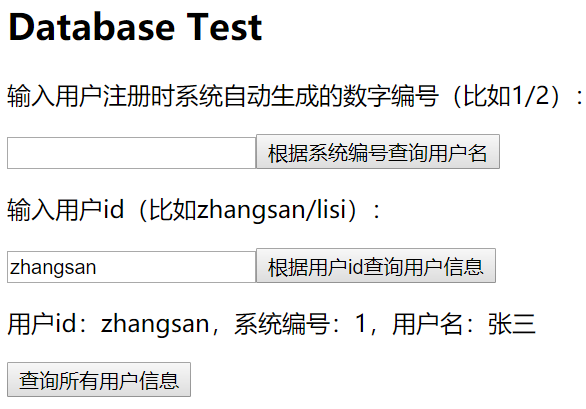 Database Test
输入用户注册时系统自动生成的数字编号（比如1/2）：
根据系统编号查询用户名
输入用户id（比如zhangsan/lisi）：
zhangsan 根据用户id查询用户信息
用户id：zhangsan，系统编号：1，用户名：张三
查询所有用户信息